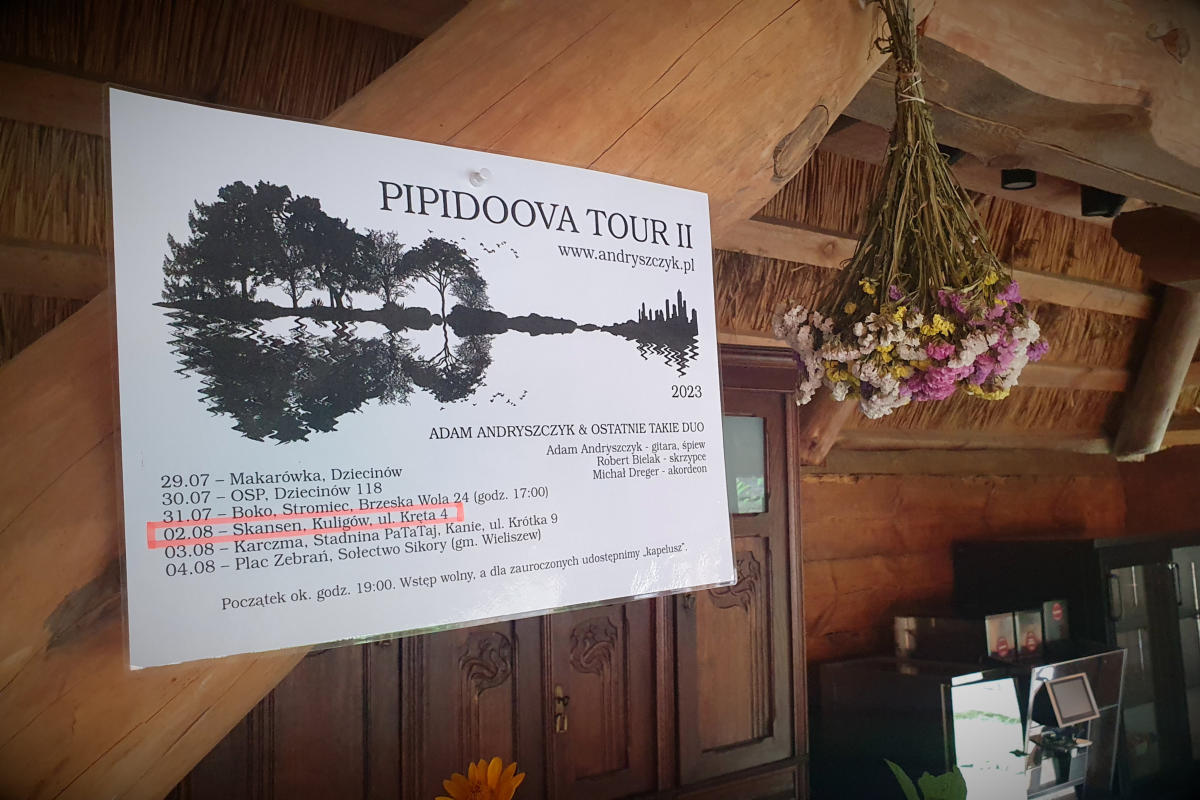 PIPIDOOVA TOUR II
www.andryszczyk.pl
2023
ADAM ANDRYSZCZYK & OSTATNIE TAKIE DUO
Adam Andryszczyk - gitara, śpiew
Robert Bielak - skrzypce
Michał Dreger - akordeon
29.07 – Makarówka, Dziecinów
30.07 – OSP, Dziecinów 118
31.07 – Boko, Stromiec, Brzeska Wola 24 (godz. 17:00)
02.08 – Skansen, Kuligów, ul. Kręta 4
03.08 – Karczma, Stadnina PaTaTaj, Kanie, ul. Krótka 9
04.08 – Plac Zebrań, Sołectwo Sikory (gm. Wieliszew)
Początek ok. godz. 19:00. Wstęp wolny, a dla zauroczonych udostępnimy „kapelusz".